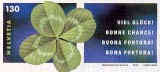 130
HELVETIA
VIEL GLÜCK!
BONNE CHANCE!
BUONA FORTUNA!
BUNA FORTUNA!